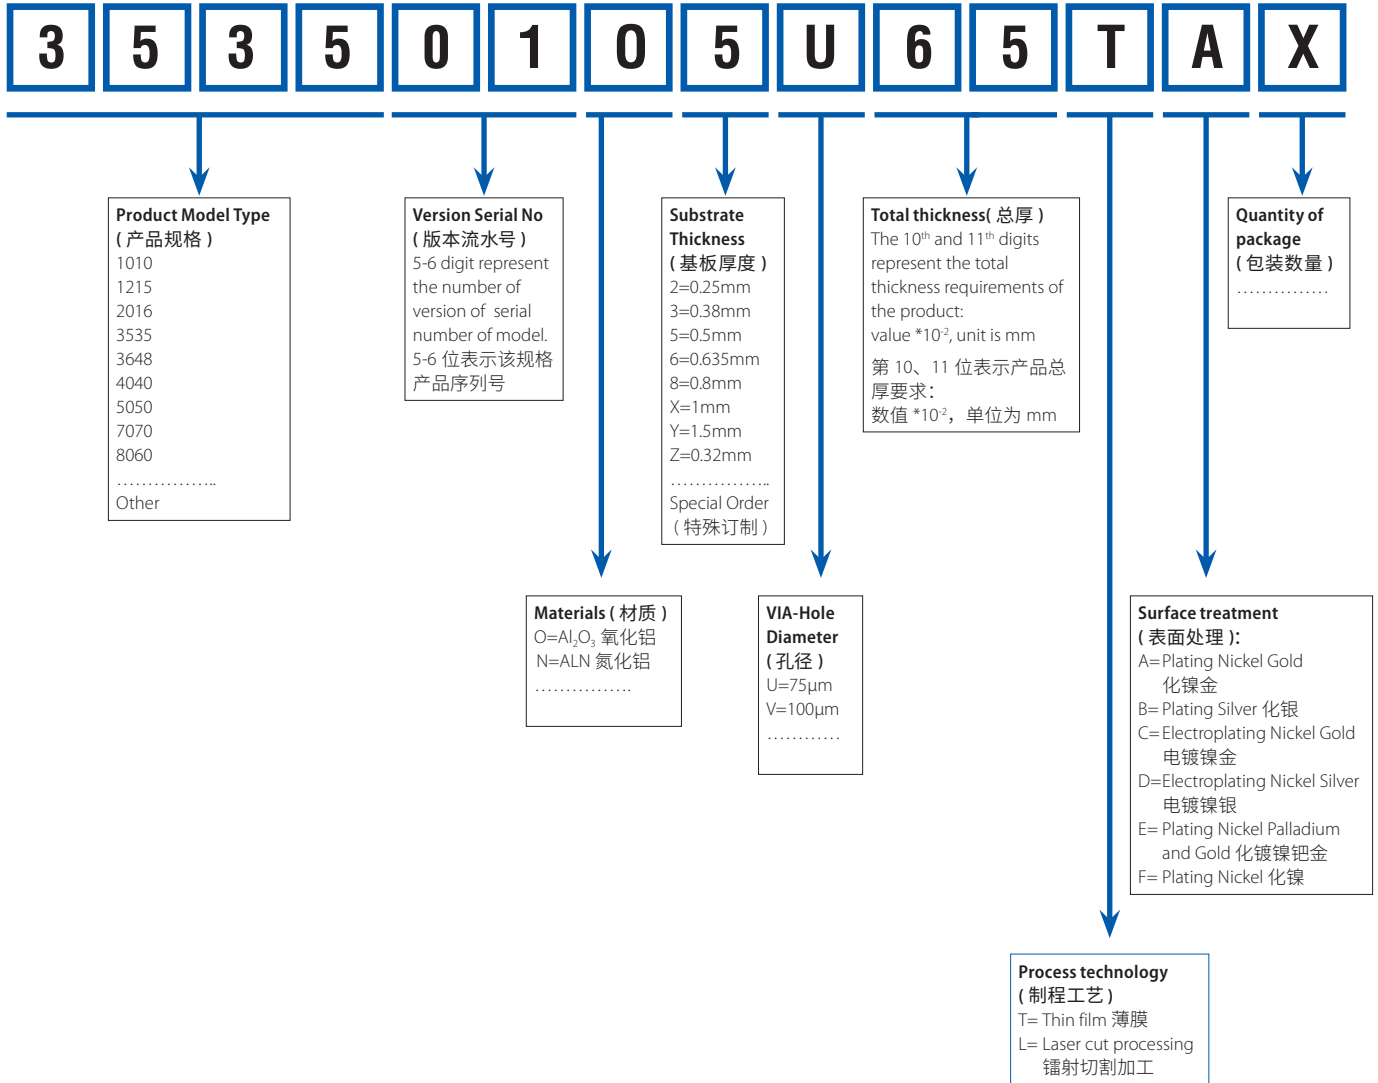 3 5 3 5 0 1 O 5 U 6 5 T A X
Product Model Type
( 产品规格 )
1010
1215
2016
3535
3648
4040
5050
7070
8060
……………..
Other
Version Serial No
( 版本流水号 )
5-6 digit represent
the number of
version of serial
number of model.
5-6 位表示该规格
产品序列号
Substrate
Thickness
( 基板厚度 )
2=0.25mm
3=0.38mm
5=0.5mm
6=0.635mm
8=0.8mm
X=1mm
Y=1.5mm
Z=0.32mm
……………..
Special Order
( 特殊订制 )
Total thickness( 总厚 )
The 10th and 11th digits
represent the total
thickness requirements of
the product:
value *10-2, unit is mm
第 10、11 位表示产品总
厚要求：
数值 *10-2，单位为 mm
Quantity of
package
( 包装数量 )
……………
Materials ( 材质 )
O=Al2O3 氧化铝
N=ALN 氮化铝
…………….
VIA-Hole
Diameter
( 孔径 )
U=75μm
V=100μm
…………
Surface treatment
( 表面处理 ):
A=Plating Nickel Gold
化镍金
B= Plating Silver 化银
C=Electroplating Nickel Gold
电镀镍金
D=Electroplating Nickel Silver
电镀镍银
E= Plating Nickel Palladium
and Gold 化镀镍钯金
F= Plating Nickel 化镍
Process technology
( 制程工艺 )
T= Thin film 薄膜
L= Laser cut processing
镭射切割加工